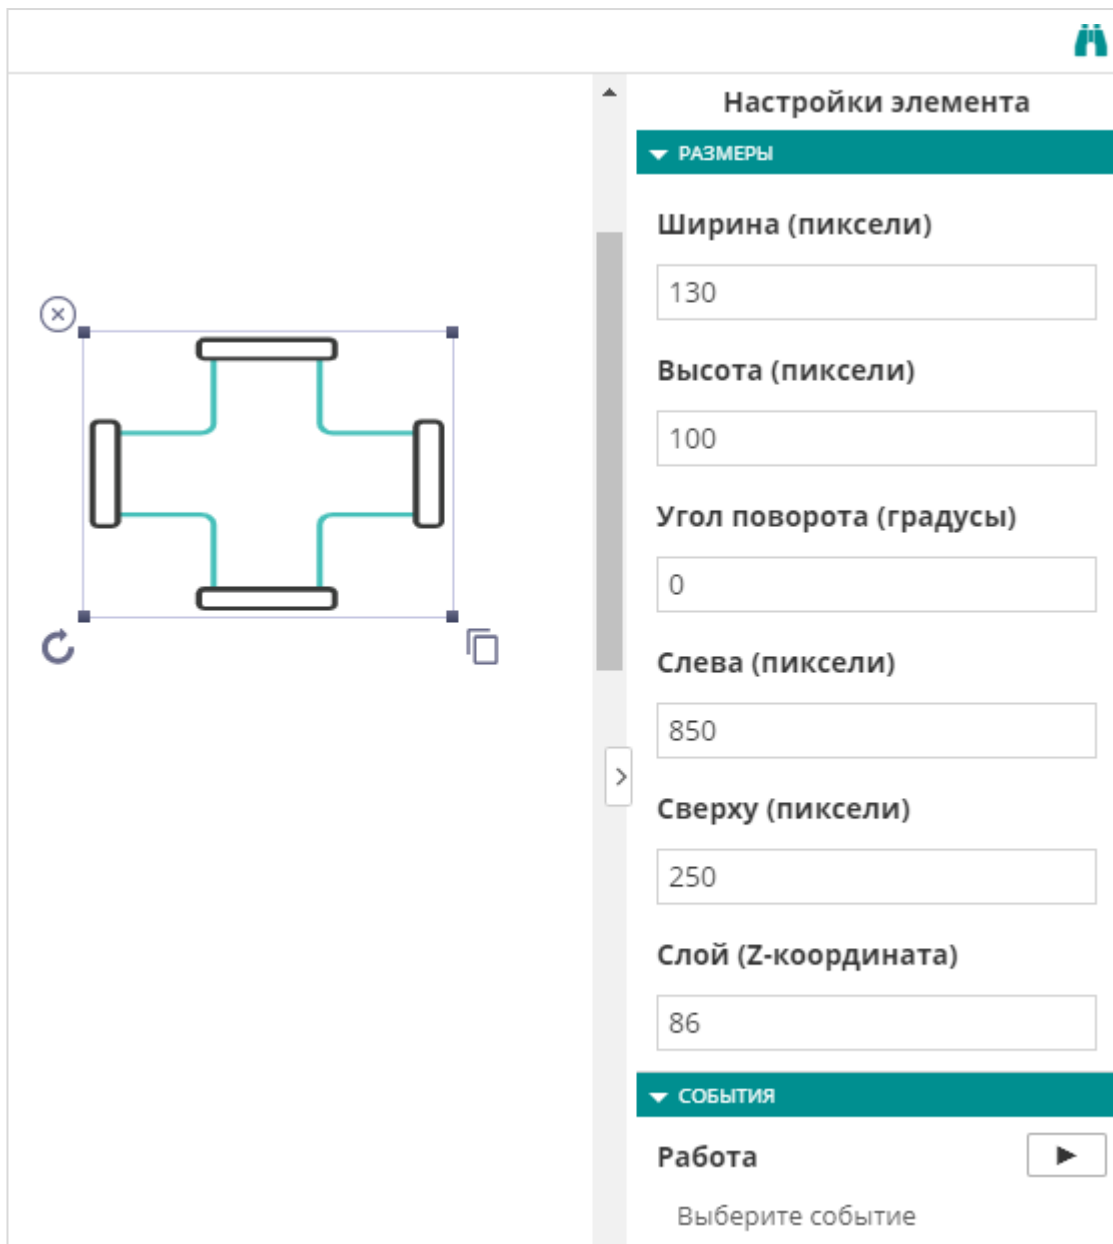 Настройки элемента
РАЗМЕРЫ
Ширина (пиксели)
130
Высота (пиксели)
100
Угол поворота (градусы)
0
Слева (пиксели)
850
Сверху (пиксели)
250
Слой (Z-координата)
86
СОБЫТИЯ
Работа
Выберите событие